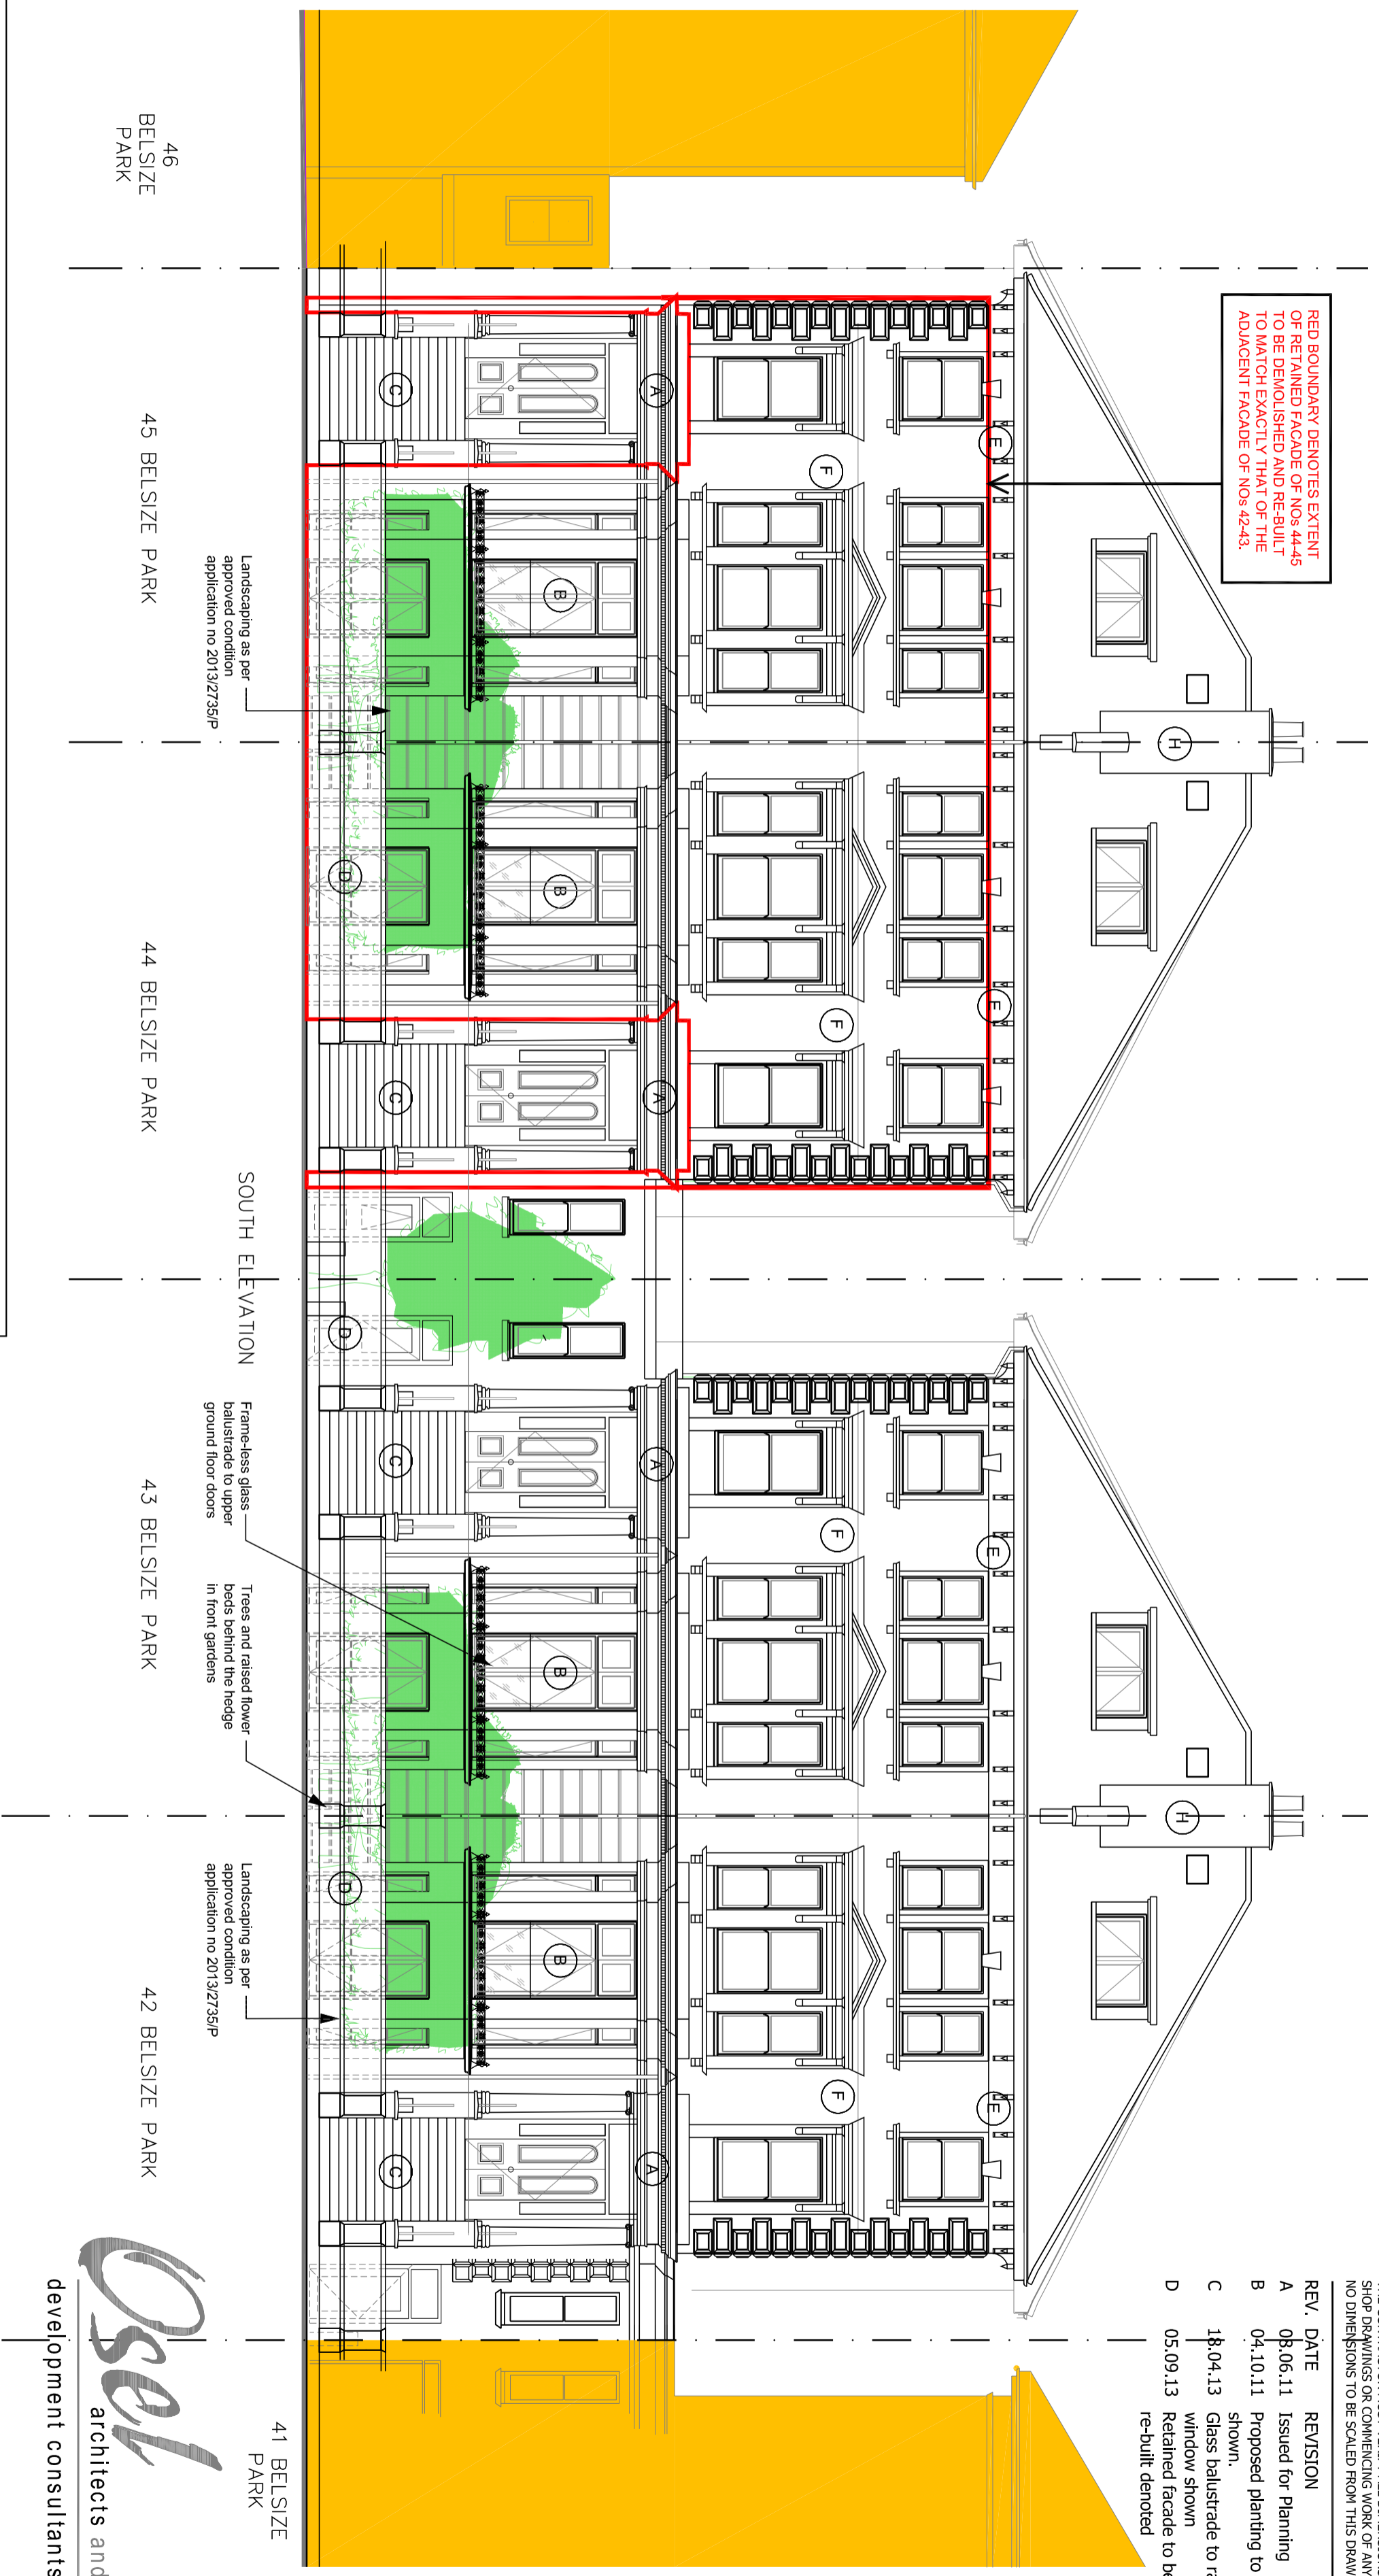 RED BOUNDARY DENOTES EXTENT
OF RETAINED FACADE OF NOs 44-45
TO BE DEMOLISHED AND RE-BUILT
TO MATCH EXACTLY THAT OF THE
ADJACENT FACADE OF NOs 42-43.
SHOP DRAWINGS OR COMMENCING WORK OF ANY
NO DIMENSIONS TO BE SCALED FROM THIS DRAW
REV. DATE REVISION
A 08.06.11 Issued for Planning
B 04.10.11 Proposed planting to
shown.
C 18.04.13 Glass balustrade to ra
window shown
D 05.09.13 Retained facade to be
re-built denoted
H
H
E
E
E
E
F
F
F
F
A
A
A
A
B
B
B
B
C
C
C
C
D
D
D
Landscaping as per
approved condition
application no 2013/2735/P
Frame-less glass
balustrade to upper
ground floor doors
Trees and raised flower
beds behind the hedge
in front gardens
Landscaping as per
approved condition
application no 2013/2735/P
46
BELSIZE
PARK
45 BELSIZE PARK
44 BELSIZE PARK
SOUTH ELEVATION
43 BELSIZE PARK
42 BELSIZE PARK
41 BELSIZE
PARK
Osel
architects and
development consultants